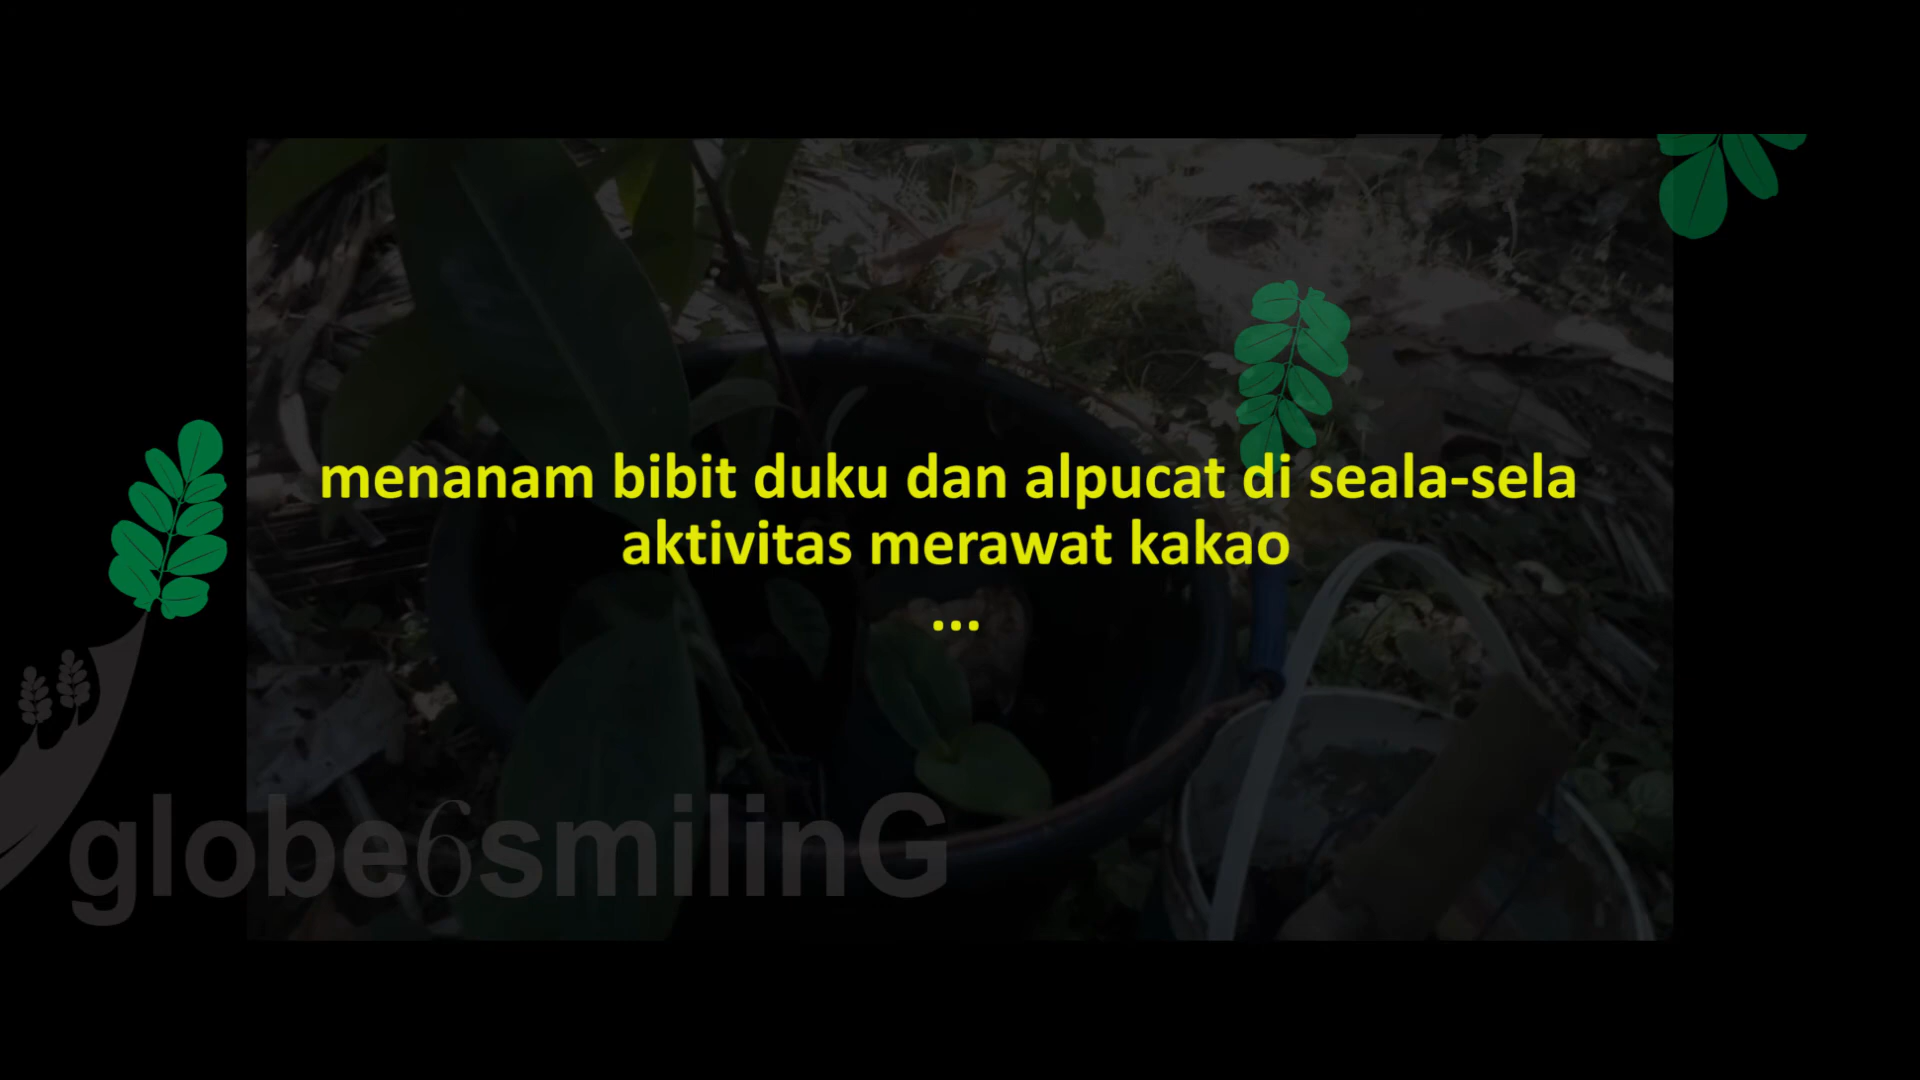 menanam bibit duku dan alpucat di seala-sela
aktivitas merawat kakao
...
globe6smilinG